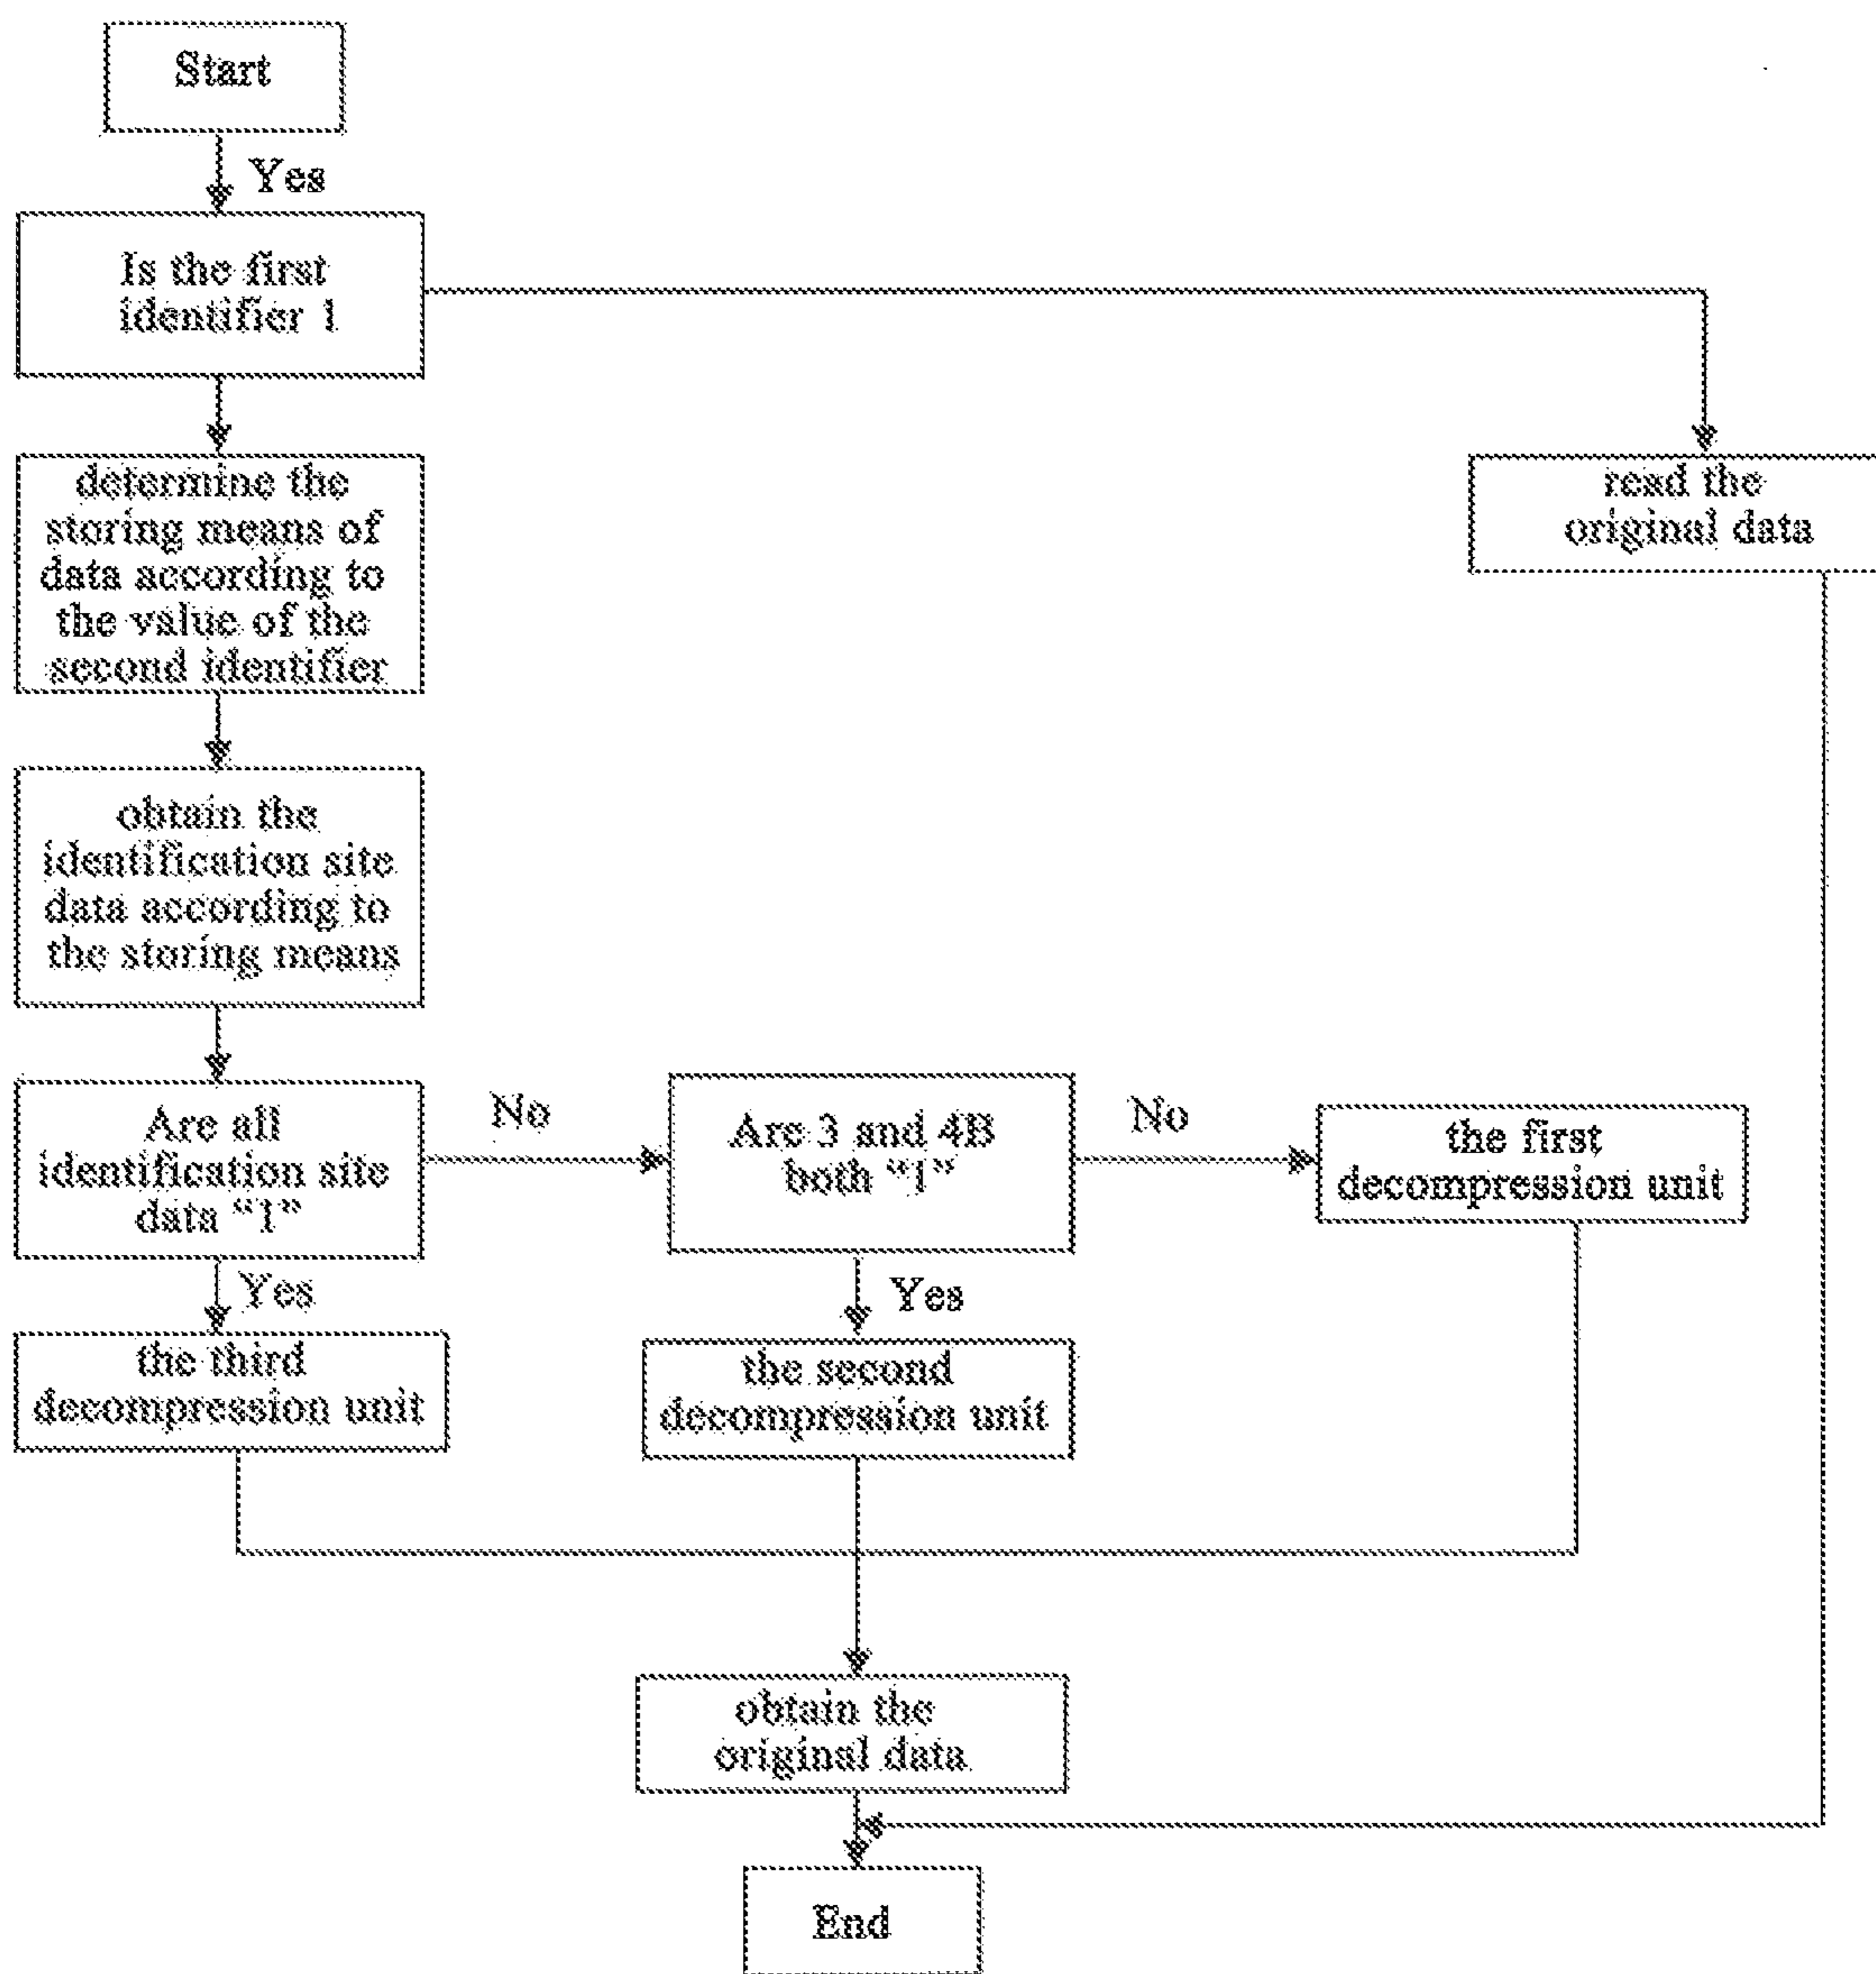 Start
Yes
Is the first
identifier 1
determine the
storing means of
data according to
the value of the
second identifier
read the
original data
obtain the
identification site
data according to
the storing means
Are all
identification site
data “1”
No
Are 3 and 4B
both “1”
No
the first
decompression unit
Yes
the third
decompression unit
Yes
the second
decompression unit
obtain the
original data
End